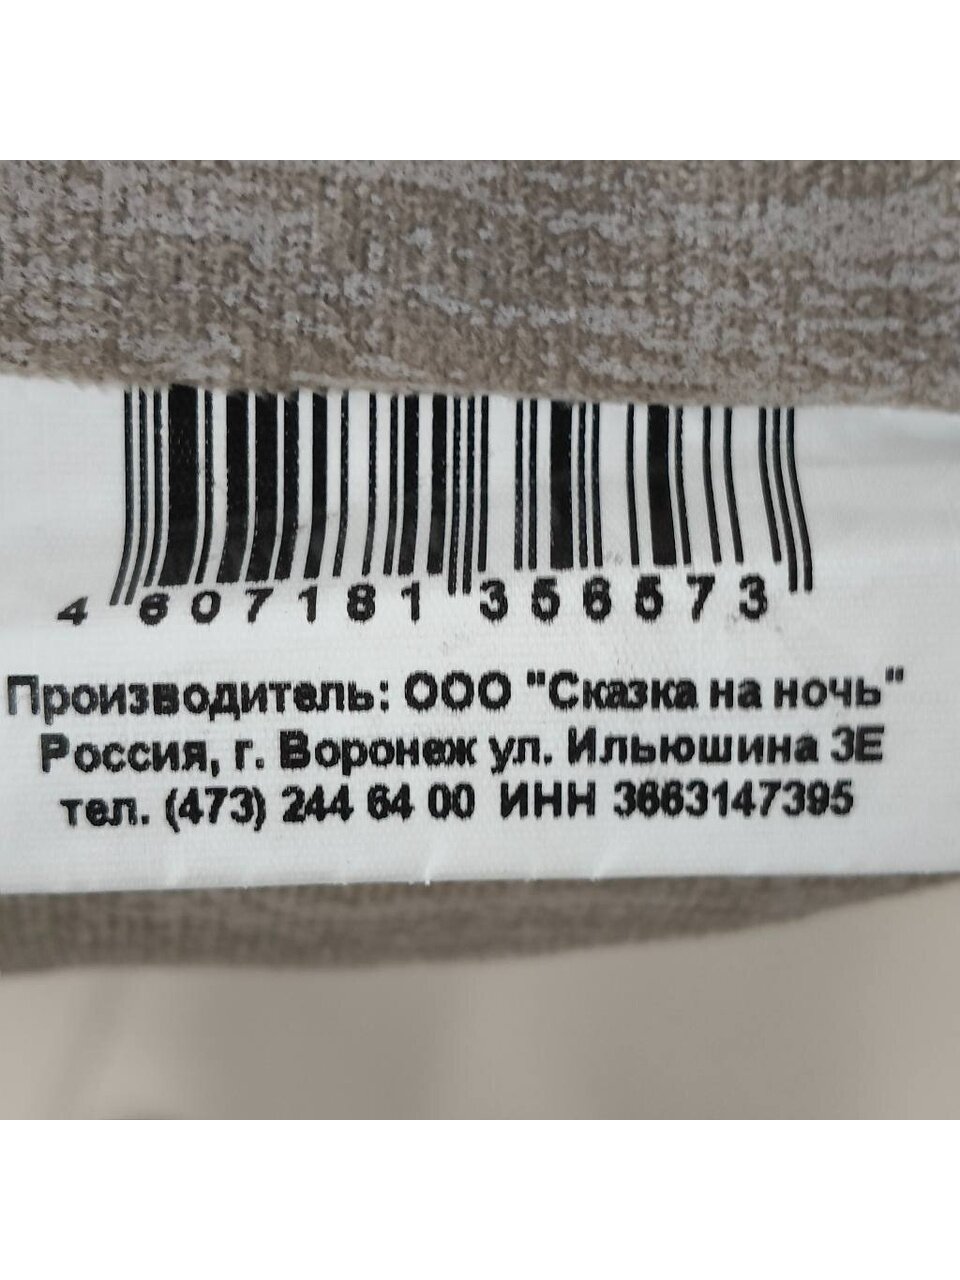 4 607181 356573
Производитель: ООО "Сказка на ночь"
Россия, г. Воронеж ул. Ильюшина 3Е
тел. (473) 244 64 00 ИНН 3663147395